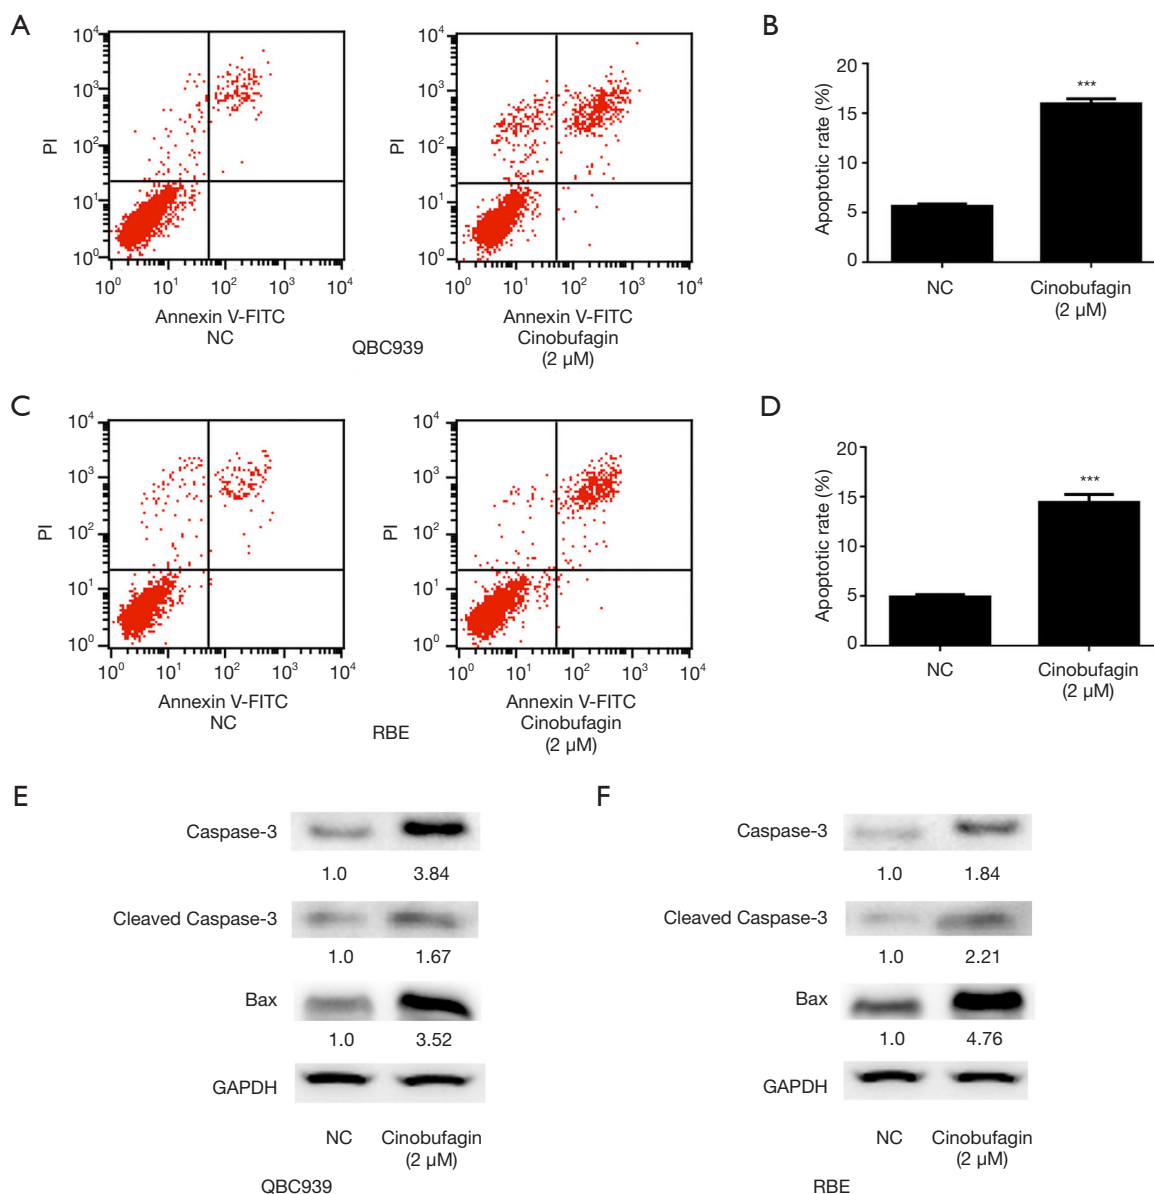 A
10⁴
10³
10²
10¹
10⁰
PI
10⁰ 10¹ 10² 10³ 10⁴
Annexin V-FITC
NC
10⁴
10³
10²
10¹
10⁰
PI
10⁰ 10¹ 10² 10³ 10⁴
Annexin V-FITC
Cinobufagin
(2 μM)
QBC939
B
20
15
10
5
0
Apoptotic rate (%)
***
NC
Cinobufagin
(2 μM)
C
10⁴
10³
10²
10¹
10⁰
PI
10⁰ 10¹ 10² 10³ 10⁴
Annexin V-FITC
NC
10⁴
10³
10²
10¹
10⁰
PI
10⁰ 10¹ 10² 10³ 10⁴
Annexin V-FITC
Cinobufagin
(2 μM)
RBE
D
20
15
10
5
0
Apoptotic rate (%)
***
NC
Cinobufagin
(2 μM)
E
Caspase-3
1.0 3.84
Cleaved Caspase-3
1.0 1.67
Bax
1.0 3.52
GAPDH
NC Cinobufagin
(2 μM)
QBC939
F
Caspase-3
1.0 1.84
Cleaved Caspase-3
1.0 2.21
Bax
1.0 4.76
GAPDH
NC Cinobufagin
(2 μM)
RBE